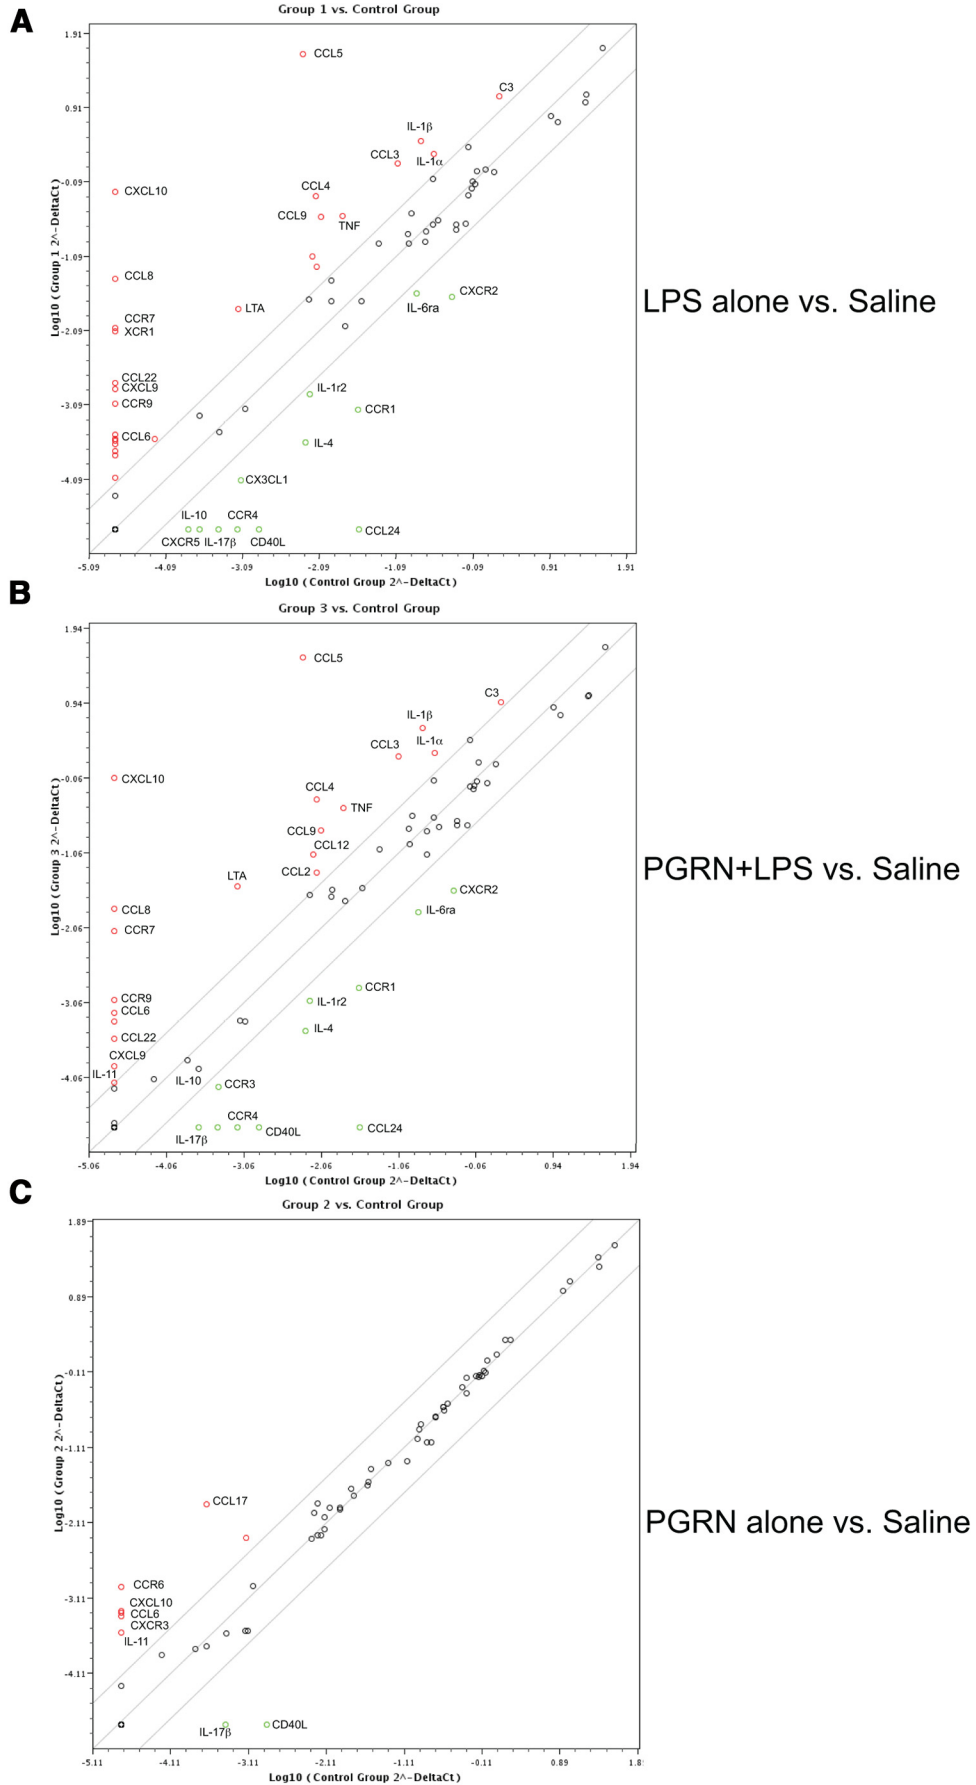 A
Group 1 vs. Control Group
1.91
CCL5
0.91
C3
IL-1β
CCL3
IL-1α
-0.09
CXCL10
CCL4
CCL9
TNF
-1.09
CCL8
CXCR2
IL-6ra
LTA
CCR7
XCR1
-2.09
CCL22
CXCL9
IL-1r2
CCR9
-3.09
CCR1
CCL6
IL-4
-4.09
CX3CL1
IL-10
CCR4
CCL24
CXCR5
IL-17β
CD40L
-5.09
-4.09
-3.09
-2.09
-1.09
-0.09
0.91
1.91
Log10 (Control Group 2^-DeltaCt)
Log10 (Group 1 2^-DeltaCt)
LPS alone vs. Saline
B
Group 3 vs. Control Group
1.94
CCL5
C3
0.94
IL-1β
CCL3
IL-1α
-0.06
CXCL10
CCL4
TNF
CCL9
CCL12
-1.06
CCL2
LTA
CXCR2
CCL8
IL-6ra
CCR7
-2.06
CCR1
CCR9
IL-1r2
-3.06
CCL6
IL-4
CCL22
CXCL9
IL-11
-4.06
IL-10
CCR3
CCR4
CCL24
CD40L
IL-17β
-5.06
-4.06
-3.06
-2.06
-1.06
-0.06
0.94
1.94
Log10 (Control Group 2^-DeltaCt)
Log10 (Group 3 2^-DeltaCt)
PGRN+LPS vs. Saline
C
Group 2 vs. Control Group
1.89
0.89
-0.11
-1.11
CCL17
-2.11
CCR6
-3.11
CXCL10
CCL6
CXCR3
IL-11
-4.11
IL-17β
CD40L
-5.11
-4.11
-3.11
-2.11
-1.11
-0.11
0.89
Log10 (Control Group 2^-DeltaCt)
Log10 (Group 2 2^-DeltaCt)
PGRN alone vs. Saline